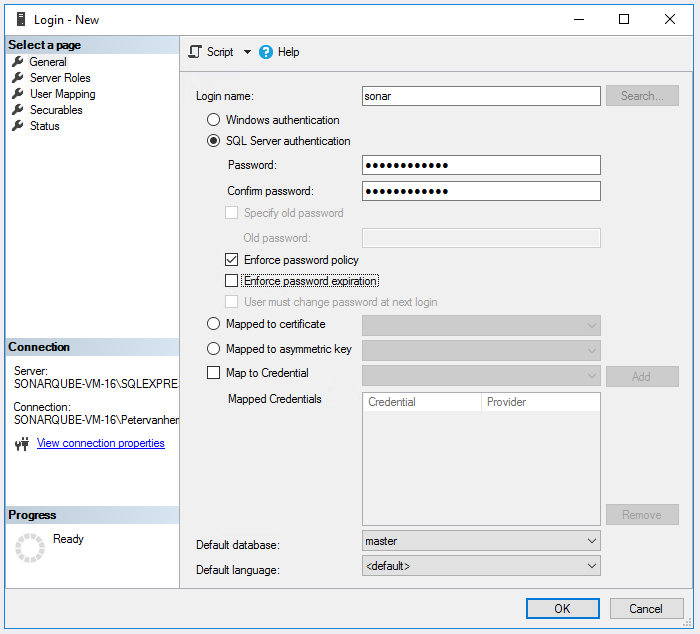 Login - New
Select a page
General
Server Roles
User Mapping
Securables
Status
Connection
Server:
SONARQUBE-VM-16\SQLEXPRE
Connection:
SONARQUBE-VM-16\Petervanher
View connection properties
Progress
Ready
Script
Help
Login name:
sonar
Search...
Windows authentication
SQL Server authentication
Password:
●●●●●●●●●●●●
Confirm password:
●●●●●●●●●●●●
Specify old password
Old password:
Enforce password policy
Enforce password expiration
User must change password at next login
Mapped to certificate
Mapped to asymmetric key
Map to Credential
Add
Mapped Credentials
Credential Provider
Remove
Default database:
master
Default language:
<default>
OK
Cancel